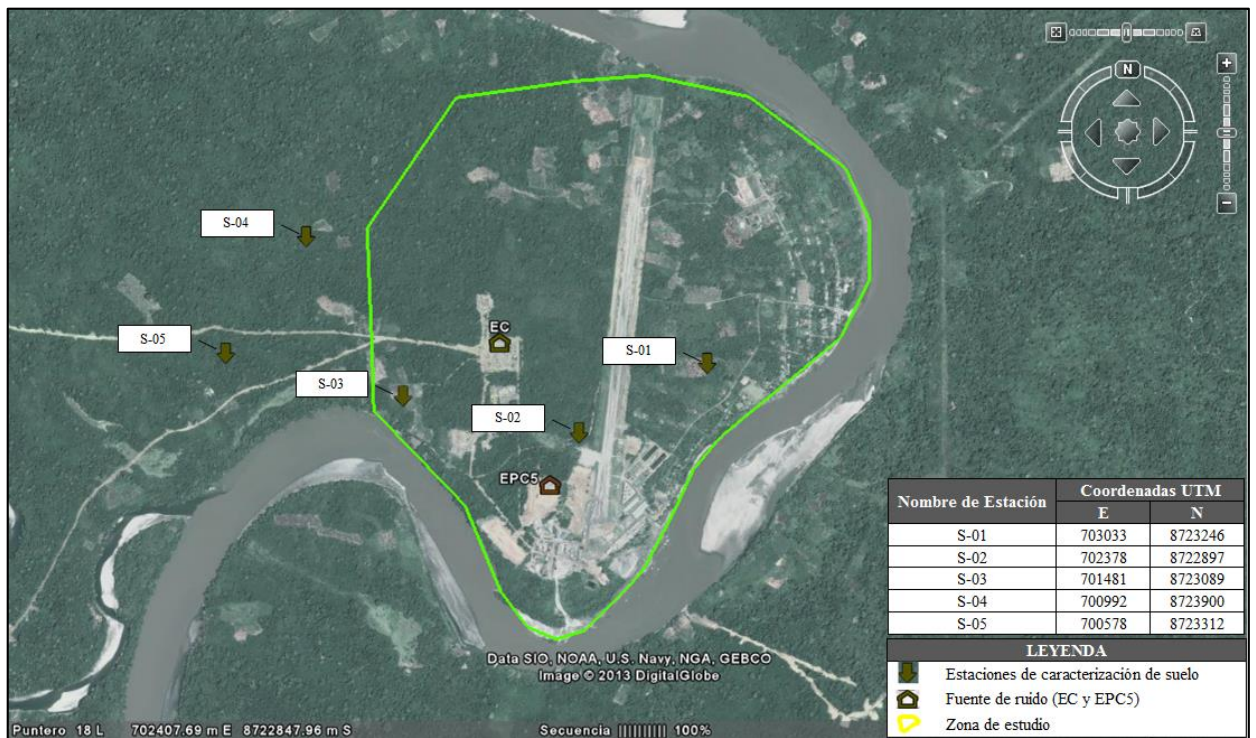 N
S-04
EC
S-05
S-01
S-03
S-02
EPC5
Nombre de Estación Coordenadas UTM
E N
S-01 703033 8723246
S-02 702378 8722897
S-03 701481 8723089
S-04 700992 8723900
S-05 700578 8723312
LEYENDA
Estaciones de caracterización de suelo
Fuente de ruido (EC y EPC5)
Zona de estudio
Data SIO, NOAA, U.S. Navy, NGA, GEBCO
Image © 2013 DigitalGlobe
Puntero 18 L 702407.69 m E 8722847.96 m S Secuencia |||||||||| 100%